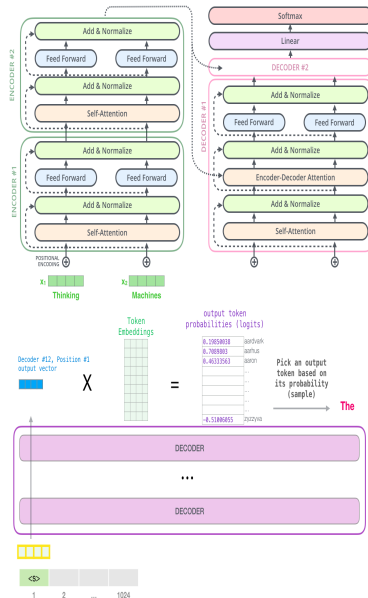 ENCODER #2
Add & Normalize
Feed Forward
Feed Forward
Add & Normalize
Self-Attention
ENCODER #1
Add & Normalize
Feed Forward
Feed Forward
Add & Normalize
Self-Attention
POSITIONAL
ENCODING
x₁
x₂
Thinking
Machines
Softmax
Linear
DECODER #2
DECODER #1
Add & Normalize
Feed Forward
Feed Forward
Add & Normalize
Encoder-Decoder Attention
Add & Normalize
Self-Attention
Decoder #12, Position #1
output vector
X
Token
Embeddings
=
output token
probabilities (logits)
0.19850038 aardvark
0.7089803 aarhus
0.46333563 aaron
...
...
...
...
...
-0.51006055 zyzzyva
Pick an output
token based on
its probability
(sample)
The
DECODER
...
DECODER
<S>
1 2 ... 1024